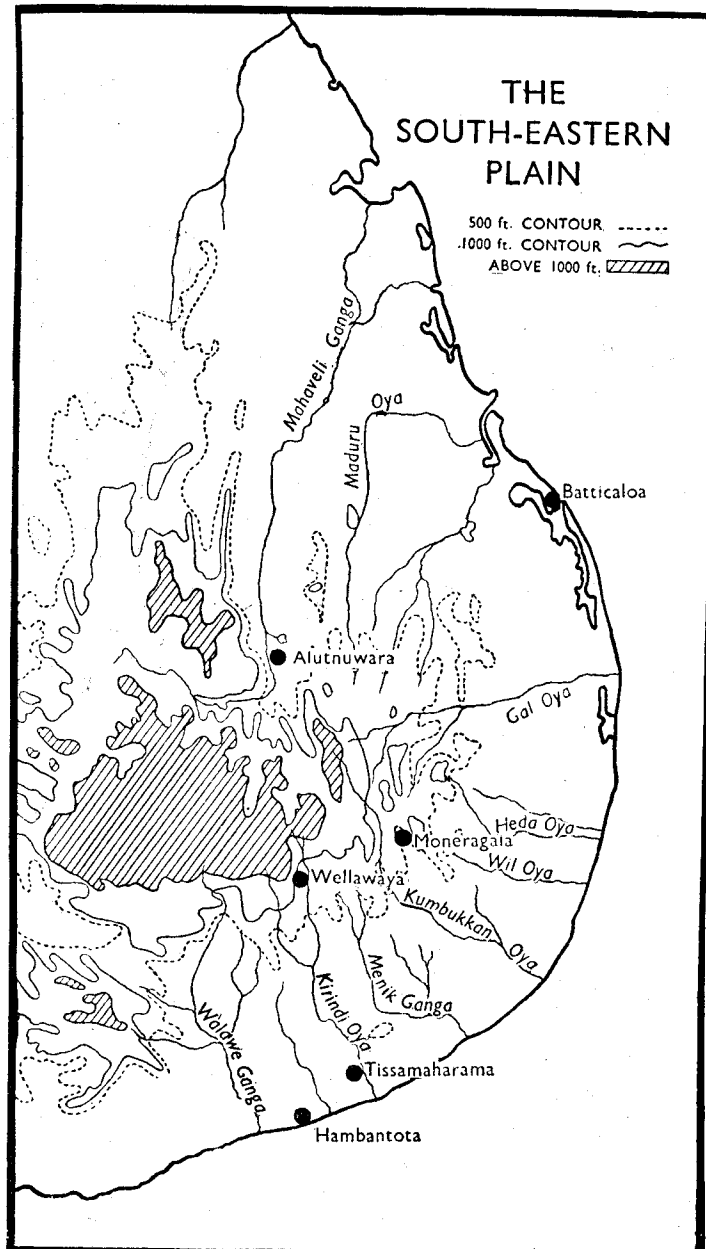 THE
SOUTH-EASTERN
PLAIN
500 ft. CONTOUR
.1000 ft. CONTOUR
ABOVE 1000 ft.
Mahaveli Ganga
Maduru Oya
Batticaloa
Alutnuwara
Gal Oya
Heda Oya
Moneragala
Wil Oya
Wellawaya
Kumbukkan Oya
Menik Ganga
Kirindi Oya
Walawe Ganga
Tissamaharama
Hambantota